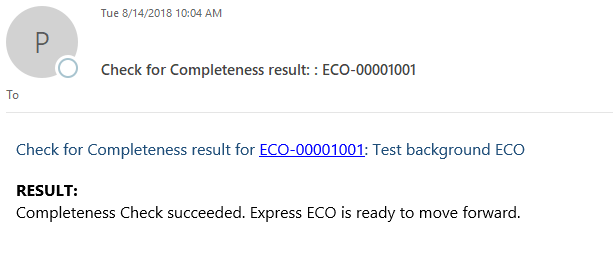 P
Tue 8/14/2018 10:04 AM
Check for Completeness result: : ECO-00001001
To
Check for Completeness result for ECO-00001001: Test background ECO
RESULT:
Completeness Check succeeded. Express ECO is ready to move forward.